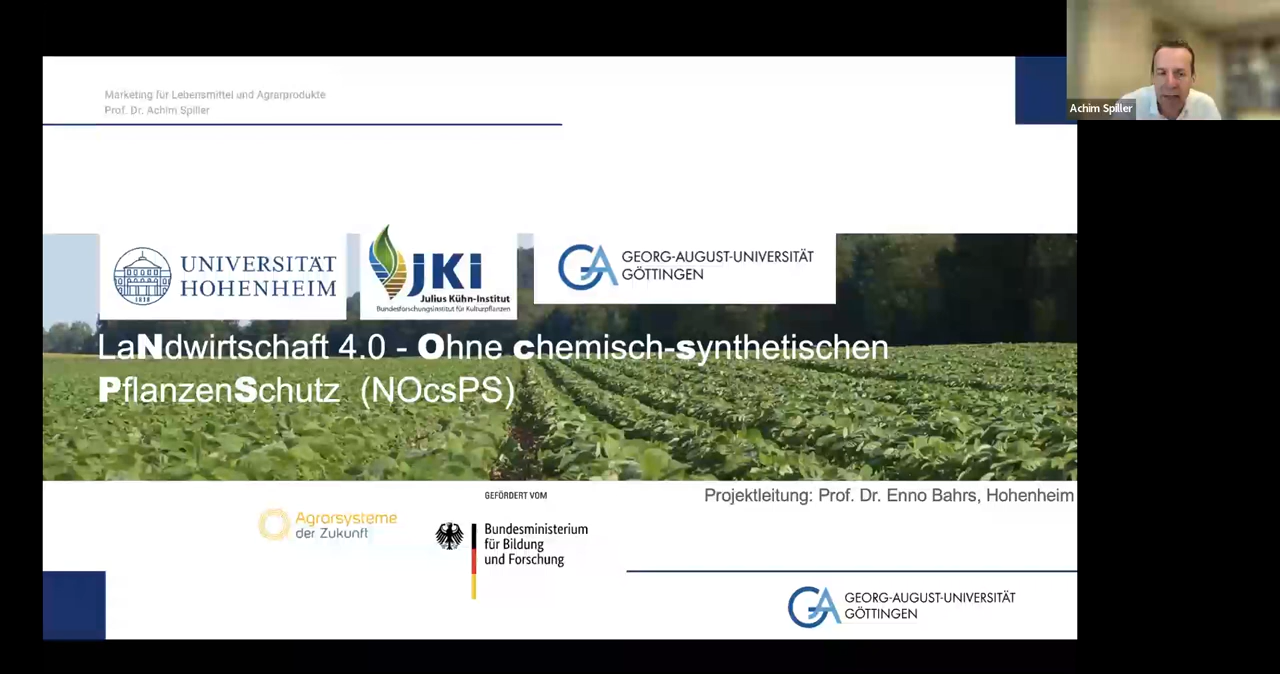 Marketing für Lebensmittel und Agrarprodukte
Prof. Dr. Achim Spiller
Achim Spiller
UNIVERSITÄT
HOHENHEIM
1818
JKI
Julius Kühn-Institut
Bundesforschungsinstitut für Kulturpflanzen
GEORG-AUGUST-UNIVERSITÄT
GÖTTINGEN
LaNdwirtschaft 4.0 - Ohne chemisch-synthetischen
PflanzenSchutz (NOcsPS)
Projektleitung: Prof. Dr. Enno Bahrs, Hohenheim
Agrarsysteme
der Zukunft
GEFÖRDERT VOM
Bundesministerium
für Bildung
und Forschung
GEORG-AUGUST-UNIVERSITÄT
GÖTTINGEN